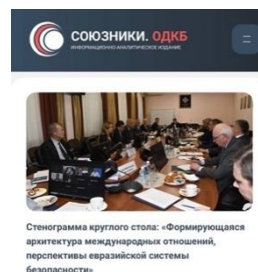 СОЮЗНИКИ. ОДКБ
ИНФОРМАЦИОННО-АНАЛИТИЧЕСКОЕ ИЗДАНИЕ
Стенограмма круглого стола: «Формирующаяся
архитектура международных отношений,
перспективы евразийской системы
безопасности»